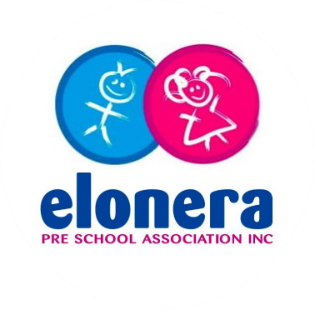 elonera
PRE SCHOOL ASSOCIATION INC